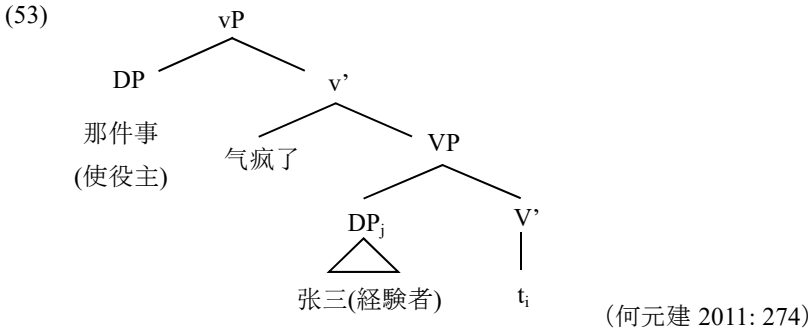 (53)
vP
DP
v’
那件事
(使役主)
气疯了
VP
DPj
V’
张三(経験者)
ti
（何元建 2011: 274）